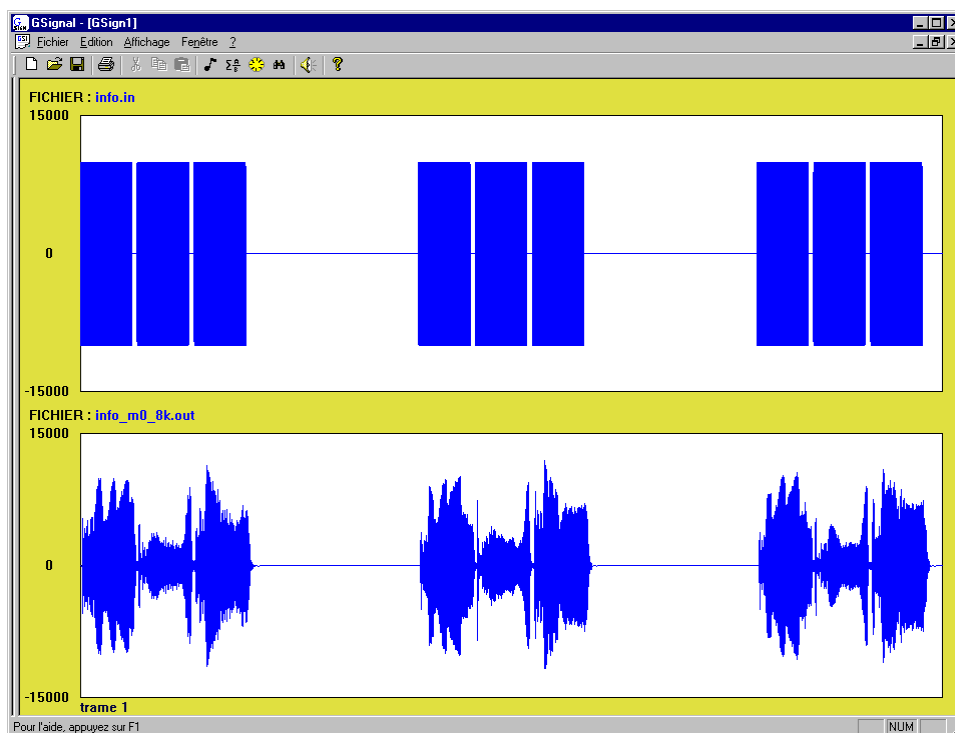 GSignal - [GSign1]
Fichier Edition Affichage Fenêtre ?
FICHIER : info.in
15000
0
-15000
FICHIER : info_m0_8k.out
15000
0
-15000
trame 1
Pour l'aide, appuyez sur F1
NUM